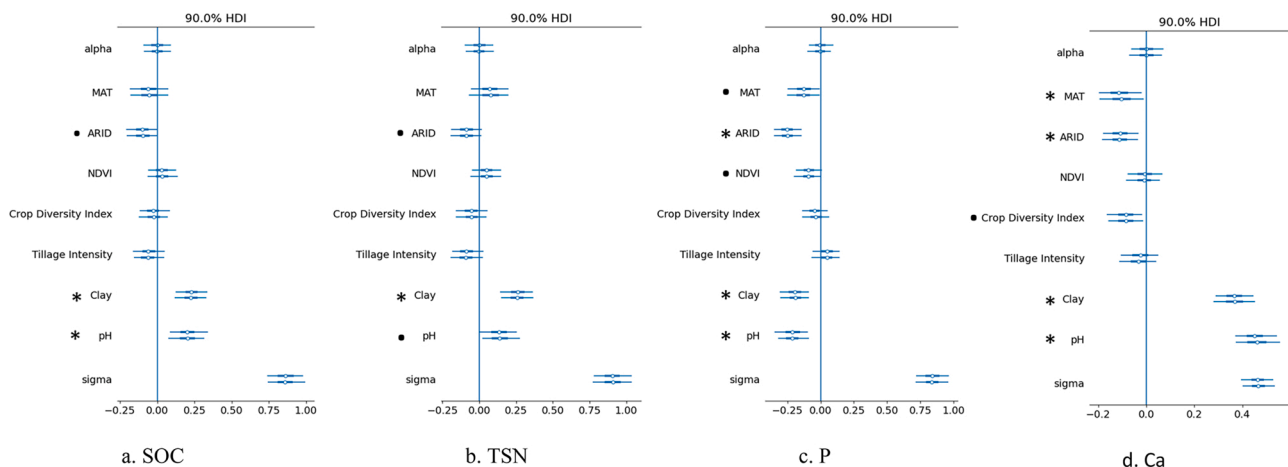 90.0% HDI
alpha
MAT
• ARID
NDVI
Crop Diversity Index
Tillage Intensity
* Clay
* pH
sigma
−0.25 0.00 0.25 0.50 0.75 1.00
a. SOC
90.0% HDI
alpha
MAT
• ARID
NDVI
Crop Diversity Index
Tillage Intensity
* Clay
• pH
sigma
−0.25 0.00 0.25 0.50 0.75 1.00
b. TSN
90.0% HDI
alpha
• MAT
* ARID
• NDVI
Crop Diversity Index
Tillage Intensity
* Clay
* pH
sigma
−0.25 0.00 0.25 0.50 0.75 1.00
c. P
90.0% HDI
alpha
* MAT
* ARID
NDVI
• Crop Diversity Index
Tillage Intensity
* Clay
* pH
sigma
−0.2 0.0 0.2 0.4
d. Ca